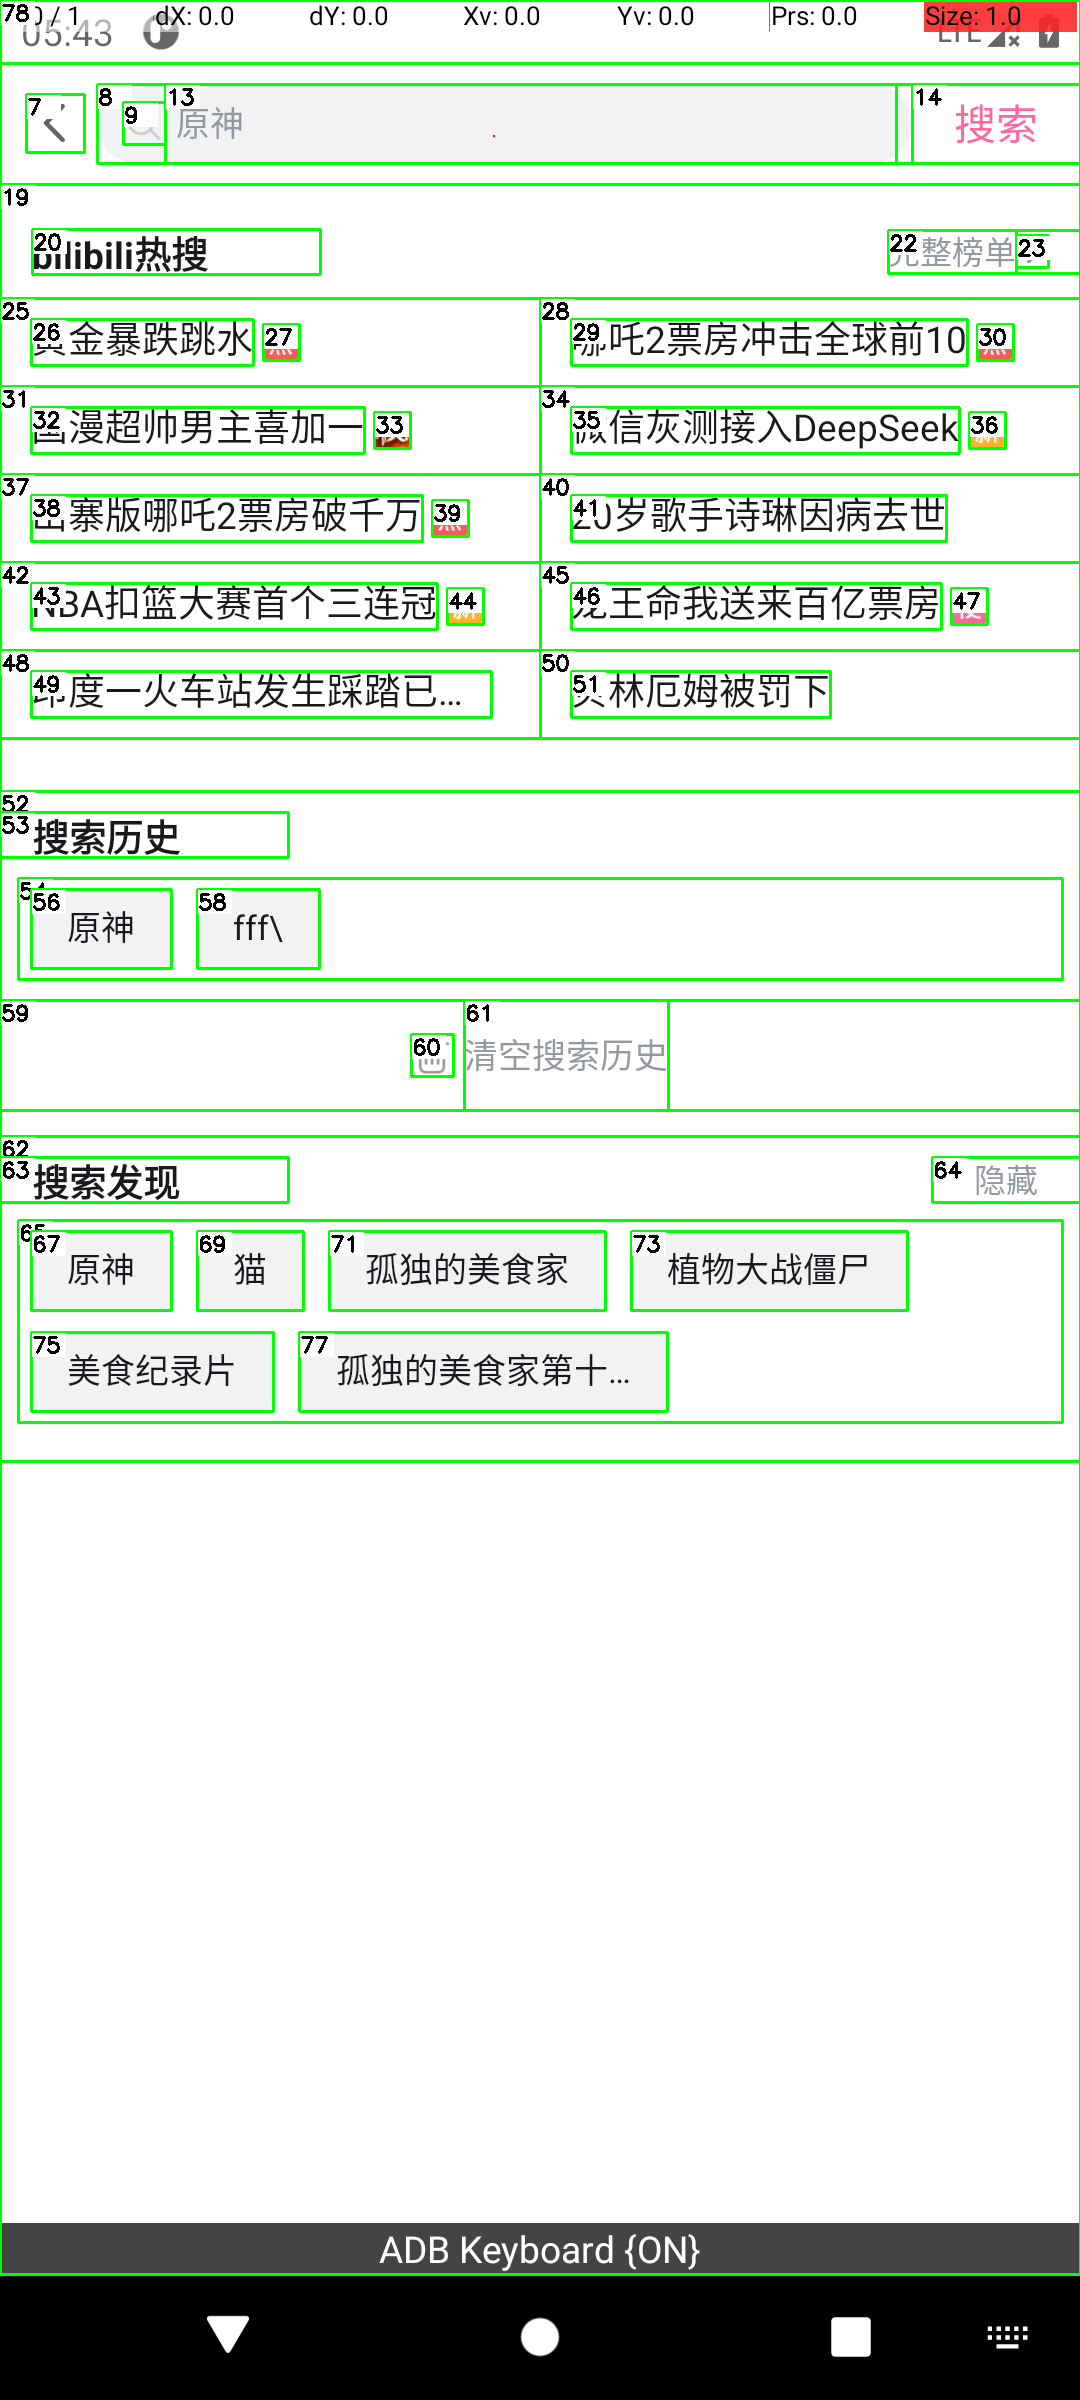 78 / 1 dX: 0.0 dY: 0.0 Xv: 0.0 Yv: 0.0 Prs: 0.0 Size: 1.0
05:43 LTE
7 8 9 13 原神 14 搜索
19
20 bilibili热搜 22 完整榜单 23
25 26 黄金暴跌跳水 27 28 29 哪吒2票房冲击全球前10 30
31 32 漫超帅男主喜加一 33 34 35 微信灰测接入DeepSeek 36
37 38 山寨版哪吒2票房破千万 39 40 41 20岁歌手诗琳因病去世
42 43 NBA扣篮大赛首个三连冠 44 45 46 龙王命我送来百亿票房 47
48 49 印度一火车站发生踩踏已... 50 51 林厄姆被罚下
52
53 搜索历史
54 56 原神 58 fff\
59 60 61 清空搜索历史
62
63 搜索发现 64 隐藏
65 67 原神 69 猫 71 孤独的美食家 73 植物大战僵尸
75 美食纪录片 77 孤独的美食家第十...
ADB Keyboard {ON}